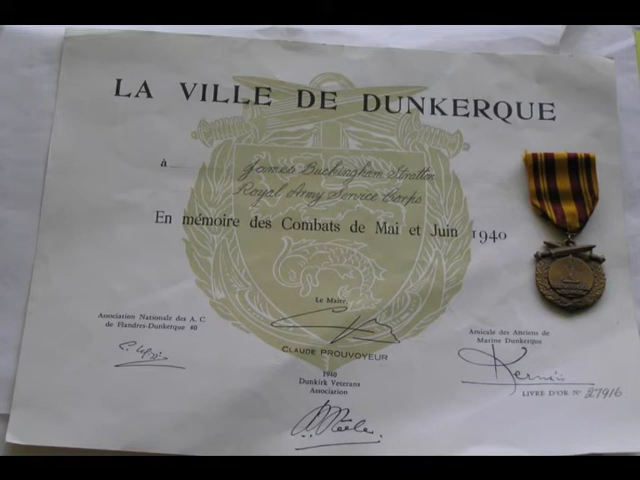 LA VILLE DE DUNKERQUE
à James Buckingham Stratton
Royal Army Service Corps
En mémoire des Combats de Mai et Juin 1940
Le Maire,
CLAUDE PROUVOYEUR
Association Nationale des A. C.
de Flandres-Dunkerque 40
1940
Dunkirk Veterans
Association
Amicale des Anciens de
Marine Dunkerque
LIVRE D'OR Nº 27916